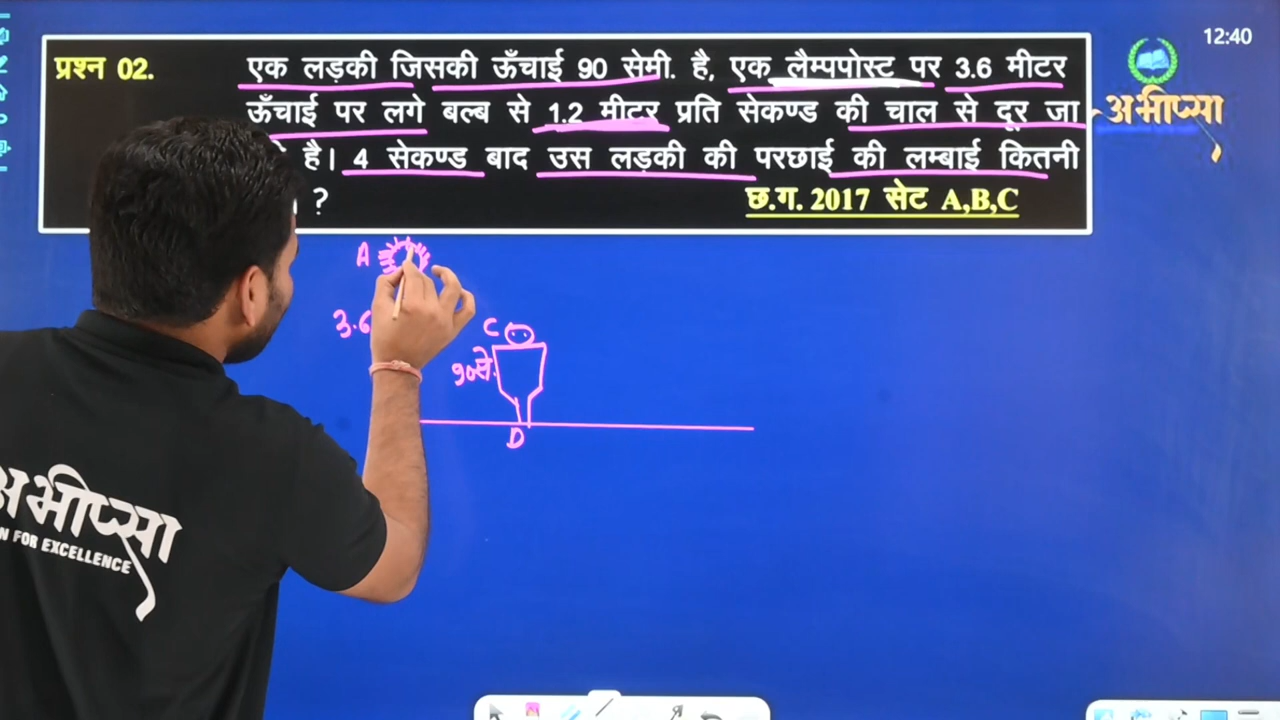 12:40
प्रश्न 02. एक लड़की जिसकी ऊँचाई 90 सेमी. है, एक लैम्पपोस्ट पर 3.6 मीटर
ऊँचाई पर लगे बल्ब से 1.2 मीटर प्रति सेकण्ड की चाल से दूर जा
है। 4 सेकण्ड बाद उस लड़की की परछाई की लम्बाई कितनी
?
छ.ग. 2017 सेट A,B,C
अभीप्सा
A
3.6
C
90से.
D
अभीप्सा
N FOR EXCELLENCE